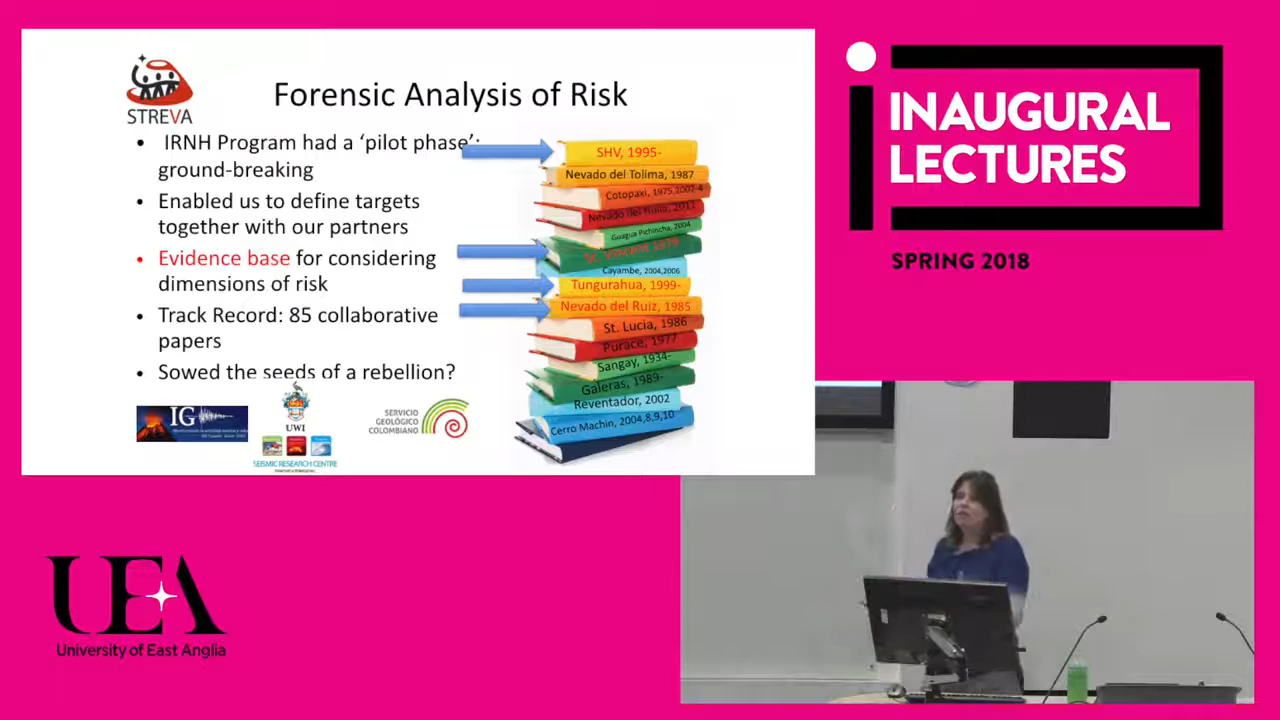 STREVA
Forensic Analysis of Risk
• IRNH Program had a ‘pilot phase’:
ground-breaking
• Enabled us to define targets
together with our partners
• Evidence base for considering
dimensions of risk
• Track Record: 85 collaborative
papers
• Sowed the seeds of a rebellion?
SHV, 1995-
Nevado del Tolima, 1987
Cotopaxi, 1975,2002-4
Nevado del Huila, 2011
Guagua Pichincha, 2004
St. Vincent 1979
Cayambe, 2004,2006
Tungurahua, 1999-
Nevado del Ruiz, 1985
St. Lucia, 1986
Purace, 1977
Sangay, 1934-
Galeras, 1989-
Reventador, 2002
Cerro Machin, 2004,8,9,10
IG
UWI
SEISMIC RESEARCH CENTRE
SERVICIO
GEOLÓGICO
COLOMBIANO
INAUGURAL
LECTURES
SPRING 2018
UEA
University of East Anglia